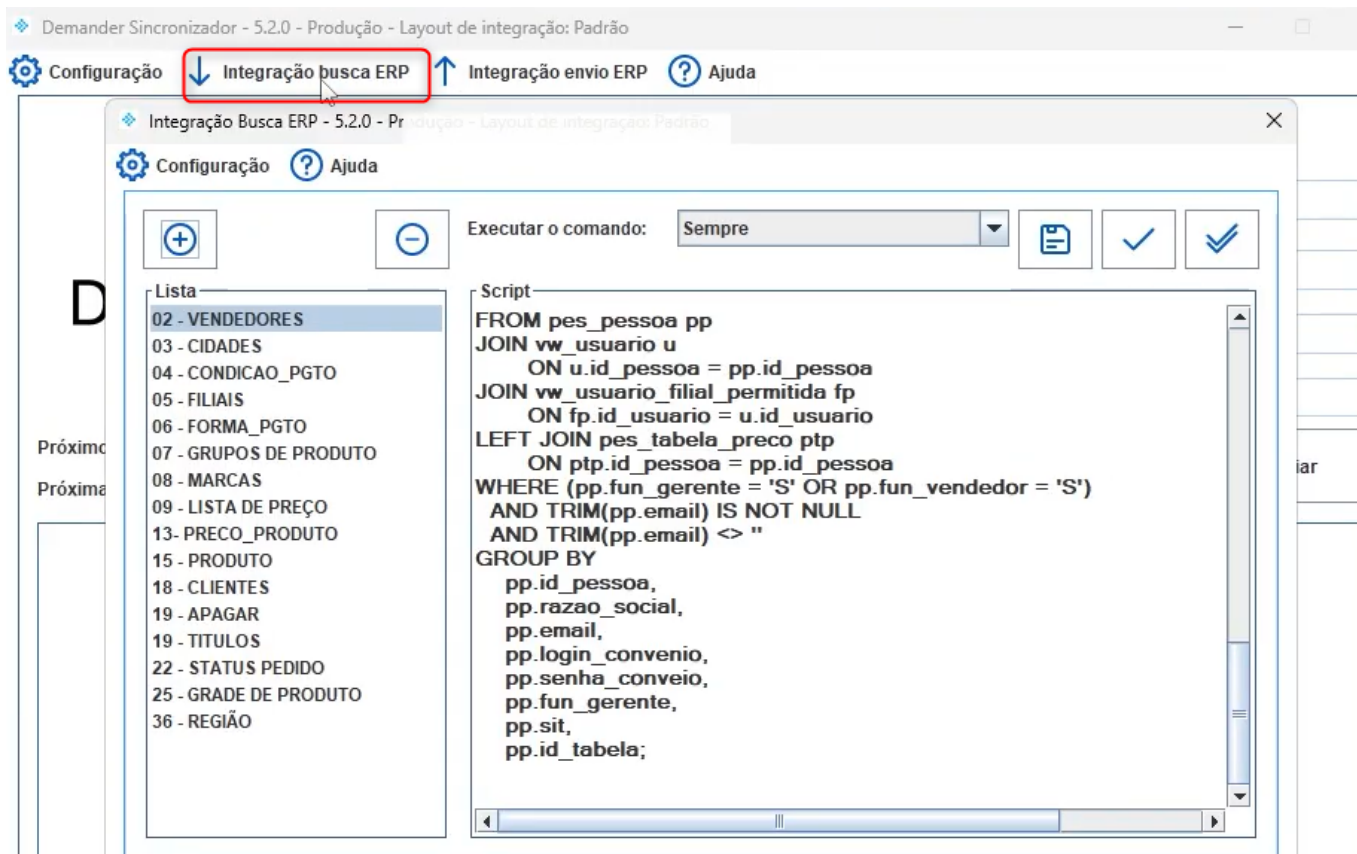 Demander Sincronizador - 5.2.0 - Produção - Layout de integração: Padrão
Configuração Integração busca ERP Integração envio ERP Ajuda
Integração Busca ERP - 5.2.0 - Produção - Layout de integração: Padrão
Configuração Ajuda
Executar o comando: Sempre
D
Próximo
Próxima
iar
Lista
02 - VENDEDORES
03 - CIDADES
04 - CONDICAO_PGTO
05 - FILIAIS
06 - FORMA_PGTO
07 - GRUPOS DE PRODUTO
08 - MARCAS
09 - LISTA DE PREÇO
13- PRECO_PRODUTO
15 - PRODUTO
18 - CLIENTES
19 - APAGAR
19 - TITULOS
22 - STATUS PEDIDO
25 - GRADE DE PRODUTO
36 - REGIÃO
Script
FROM pes_pessoa pp
JOIN vw_usuario u
ON u.id_pessoa = pp.id_pessoa
JOIN vw_usuario_filial_permitida fp
ON fp.id_usuario = u.id_usuario
LEFT JOIN pes_tabela_preco ptp
ON ptp.id_pessoa = pp.id_pessoa
WHERE (pp.fun_gerente = 'S' OR pp.fun_vendedor = 'S')
AND TRIM(pp.email) IS NOT NULL
AND TRIM(pp.email) <> ''
GROUP BY
pp.id_pessoa,
pp.razao_social,
pp.email,
pp.login_convenio,
pp.senha_conveio,
pp.fun_gerente,
pp.sit,
pp.id_tabela;